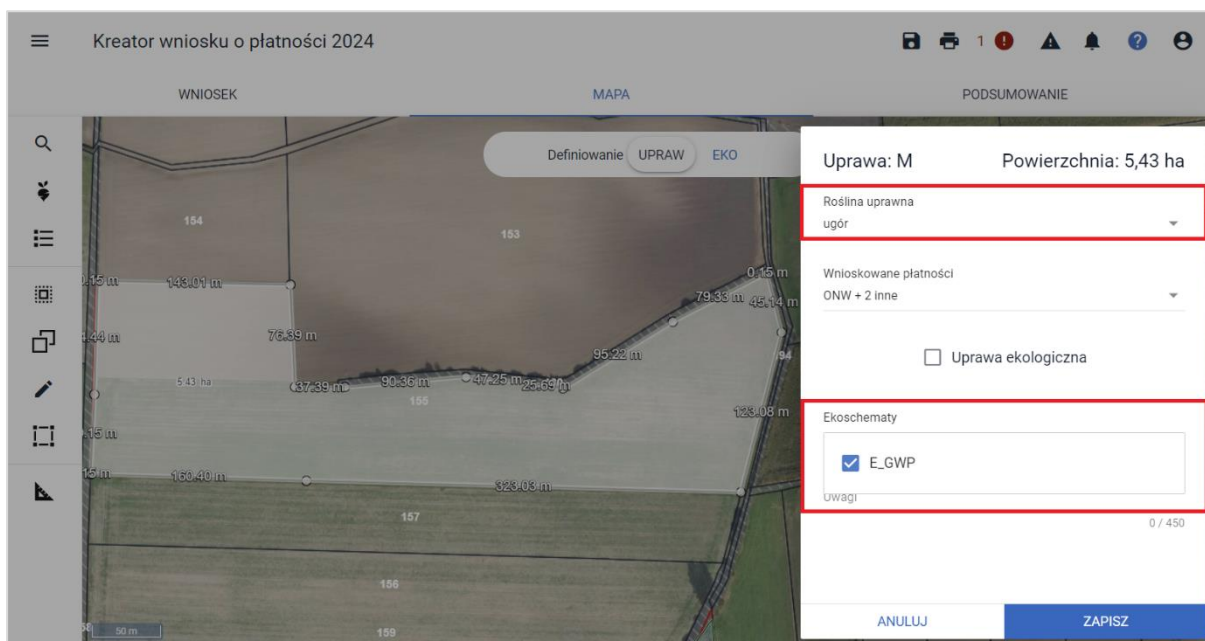 Kreator wniosku o płatności 2024
1
WNIOSEK
MAPA
PODSUMOWANIE
Definiowanie UPRAW EKO
Uprawa: M Powierzchnia: 5,43 ha
Roślina uprawna
ugór
Wnioskowane płatności
ONW + 2 inne
Uprawa ekologiczna
Ekoschematy
E_GWP
Uwagi
0 / 450
ANULUJ ZAPISZ
154
153
0.15 m
143.01 m
79.33 m
45.14 m
76.39 m
95.22 m
94
5.43 ha
37.39 m
90.36 m
47.25 m
25.69 m
155
123.08 m
160.40 m
323.03 m
157
156
50 m
159